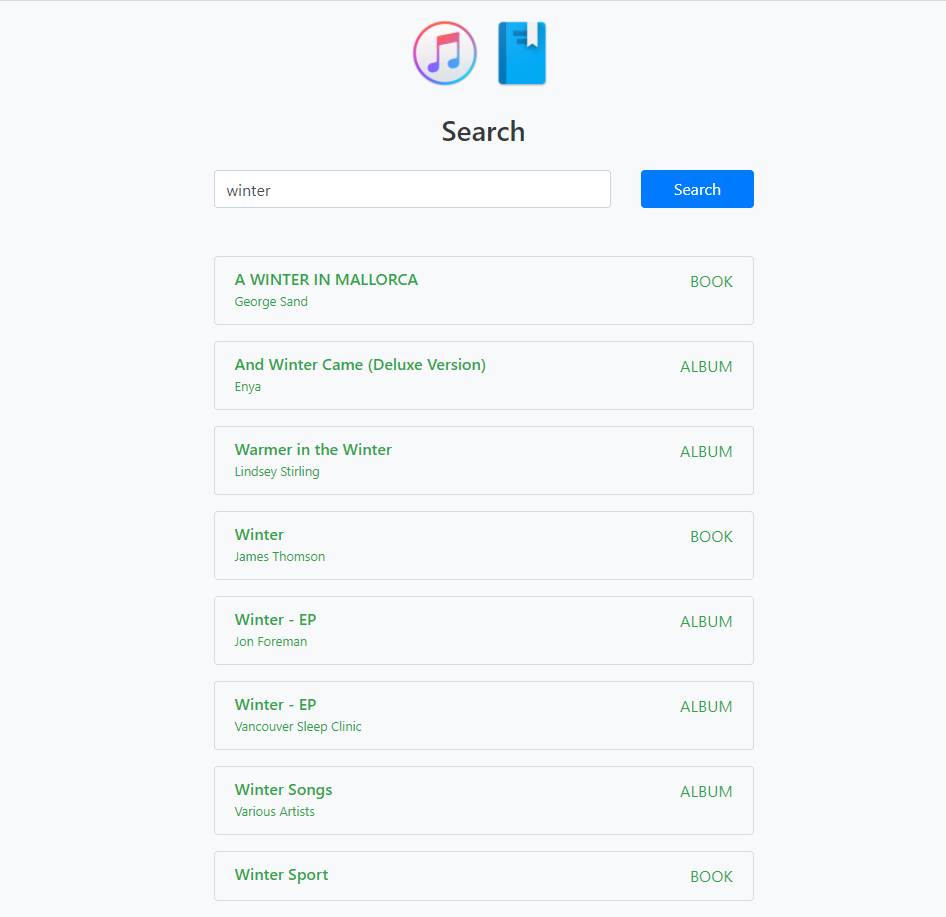 Search
winter
Search
A WINTER IN MALLORCA
BOOK
George Sand
And Winter Came (Deluxe Version)
ALBUM
Enya
Warmer in the Winter
ALBUM
Lindsey Stirling
Winter
BOOK
James Thomson
Winter - EP
ALBUM
Jon Foreman
Winter - EP
ALBUM
Vancouver Sleep Clinic
Winter Songs
ALBUM
Various Artists
Winter Sport
BOOK